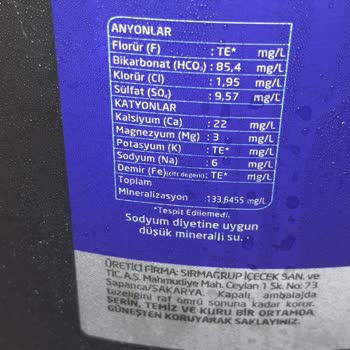 ANYONLAR
Florür (F) : TE* mg/L
Bikarbonat (HCO₃) : 85,4 mg/L
Klorür (Cl) : 1,95 mg/L
Sülfat (SO₄) : 9,57 mg/L
KATYONLAR
Kalsiyum (Ca) : 22 mg/L
Magnezyum (Mg) : 3 mg/L
Potasyum (K) : TE* mg/L
Sodyum (Na) : 6 mg/L
Demir (Fe)(çift değerli): TE* mg/L
Toplam
Mineralizasyon :133,6455 mg/L
*Tespit Edilemedi.
Sodyum diyetine uygun
düşük mineralli su.
ÜRETİCİ FİRMA: SIRMAGRUP İÇECEK SAN. ve
TİC. A.Ş. Mahmudiye Mah. Ceylan 1 Sk. No: 73
Sapanca/SAKARYA. Kapalı ambalajda
tazeliğini raf ömrü sonuna kadar korur.
SERİN, TEMİZ VE KURU BİR ORTAMDA
GÜNEŞTEN KORUYARAK SAKLAYINIZ.